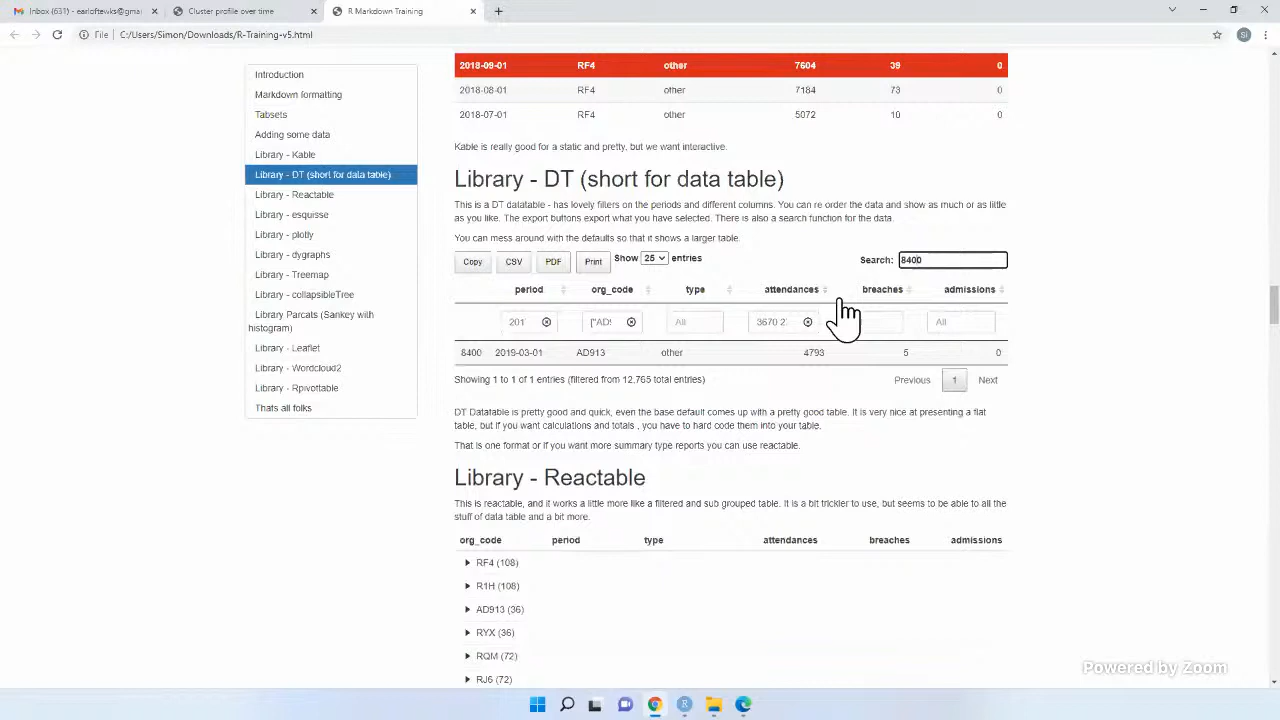 Inbox (631) - earloftewks@gmai
Cluster profile over time
R Markdown Training
File
C:/Users/Simon/Downloads/R-Training-v5.html
Si
Introduction
Markdown formatting
Tabsets
Adding some data
Library - Kable
Library - DT (short for data table)
Library - Reactable
Library - esquisse
Library - plotly
Library - dygraphs
Library - Treemap
Library - collapsibleTree
Library Parcats (Sankey with
histogram)
Library - Leaflet
Library - Wordcloud2
Library - Rpivottable
Thats all folks
2018-09-01 RF4 other 7604 39 0
2018-08-01 RF4 other 7184 73 0
2018-07-01 RF4 other 5072 10 0
Kable is really good for a static and pretty, but we want interactive.
Library - DT (short for data table)
This is a DT datatable - has lovely filters on the periods and different columns. You can re order the data and show as much or as little
as you like. The export buttons export what you have selected. There is also a search function for the data.
You can mess around with the defaults so that it shows a larger table.
Copy CSV PDF Print Show 25 entries Search: 8400
period org_code type attendances breaches admissions
201 ["AD! All 3670 2 All
8400 2019-03-01 AD913 other 4793 5 0
Showing 1 to 1 of 1 entries (filtered from 12,765 total entries) Previous 1 Next
DT Datatable is pretty good and quick, even the base default comes up with a pretty good table. It is very nice at presenting a flat
table, but if you want calculations and totals , you have to hard code them into your table.
That is one format or if you want more summary type reports you can use reactable.
Library - Reactable
This is reactable, and it works a little more like a filtered and sub grouped table. It is a bit trickier to use, but seems to be able to all the
stuff of data table and a bit more.
org_code period type attendances breaches admissions
RF4 (108)
R1H (108)
AD913 (36)
RYX (36)
RQM (72)
RJ6 (72)
Powered by Zoom